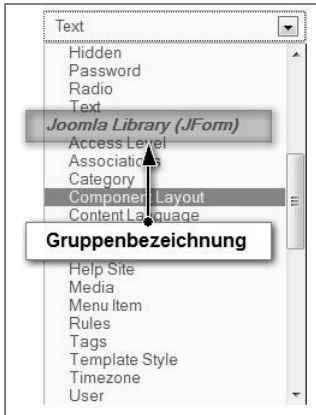 Text
Hidden
Password
Radio
Text
Joomla Library (JForm)
Access Level
Associations
Category
Component Layout
Content Language
Gruppenbezeichnung
Help Site
Media
Menu Item
Rules
Tags
Template Style
Timezone
User